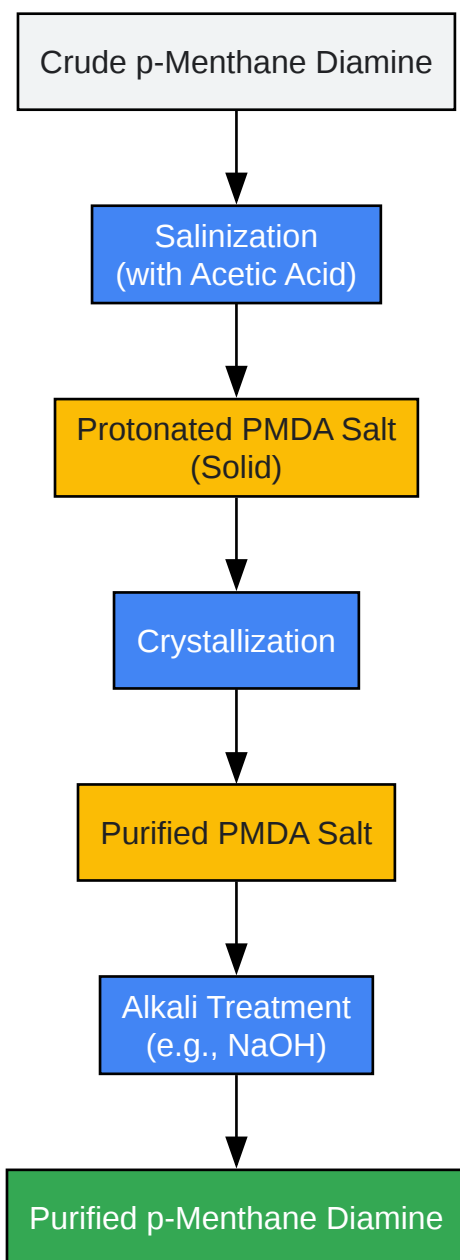 Crude p-Menthane Diamine
Salinization
(with Acetic Acid)
Protonated PMDA Salt
(Solid)
Crystallization
Purified PMDA Salt
Alkali Treatment
(e.g., NaOH)
Purified p-Menthane Diamine